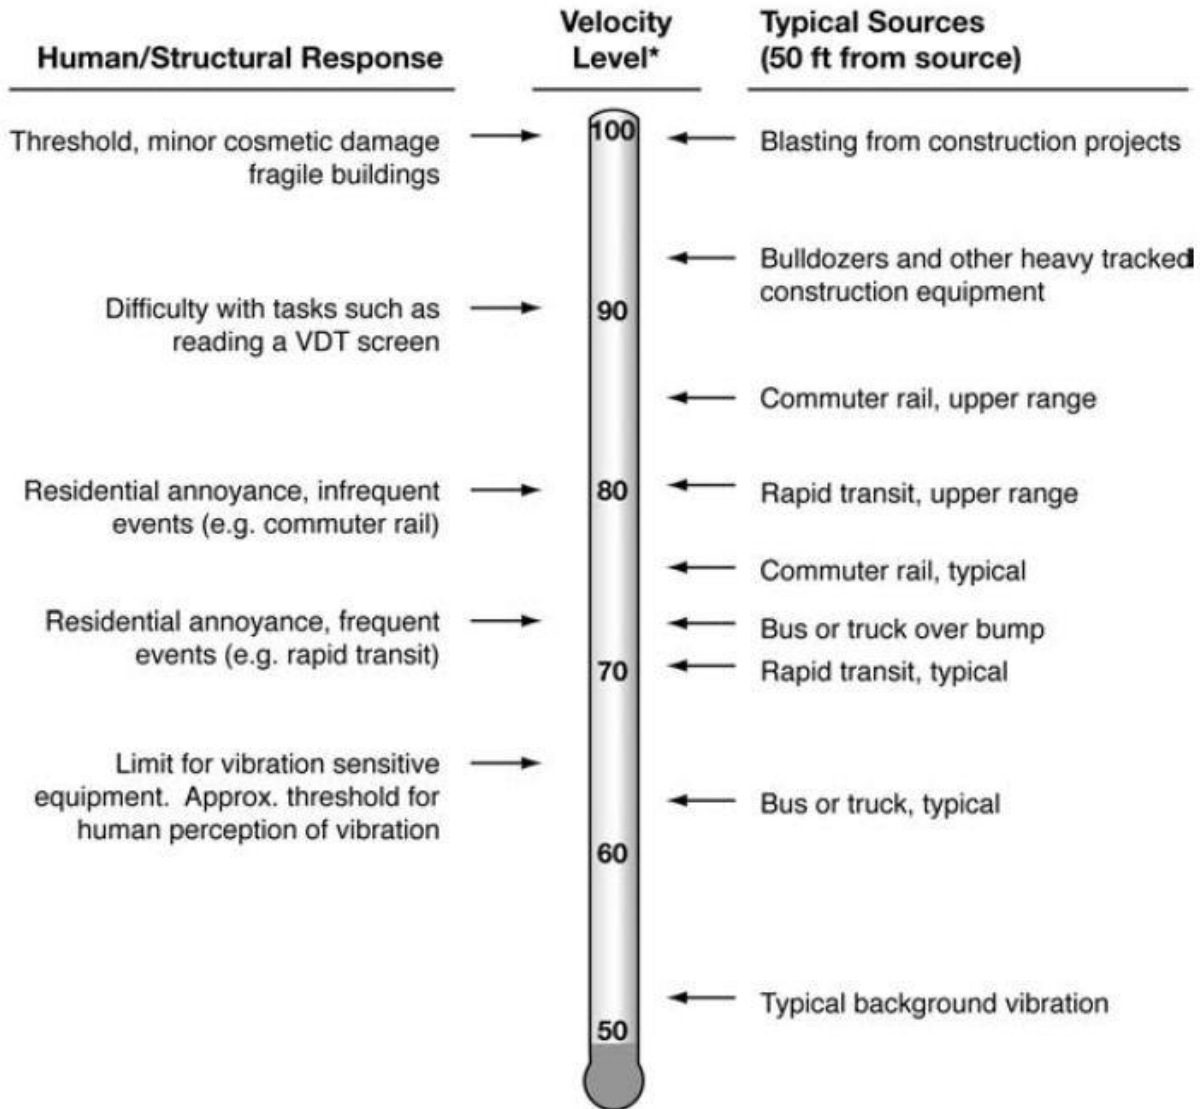 Human/Structural Response
Velocity
Level*
Typical Sources
(50 ft from source)
Threshold, minor cosmetic damage
fragile buildings
Difficulty with tasks such as
reading a VDT screen
Residential annoyance, infrequent
events (e.g. commuter rail)
Residential annoyance, frequent
events (e.g. rapid transit)
Limit for vibration sensitive
equipment. Approx. threshold for
human perception of vibration
100
90
80
70
60
50
Blasting from construction projects
Bulldozers and other heavy tracked
construction equipment
Commuter rail, upper range
Rapid transit, upper range
Commuter rail, typical
Bus or truck over bump
Rapid transit, typical
Bus or truck, typical
Typical background vibration